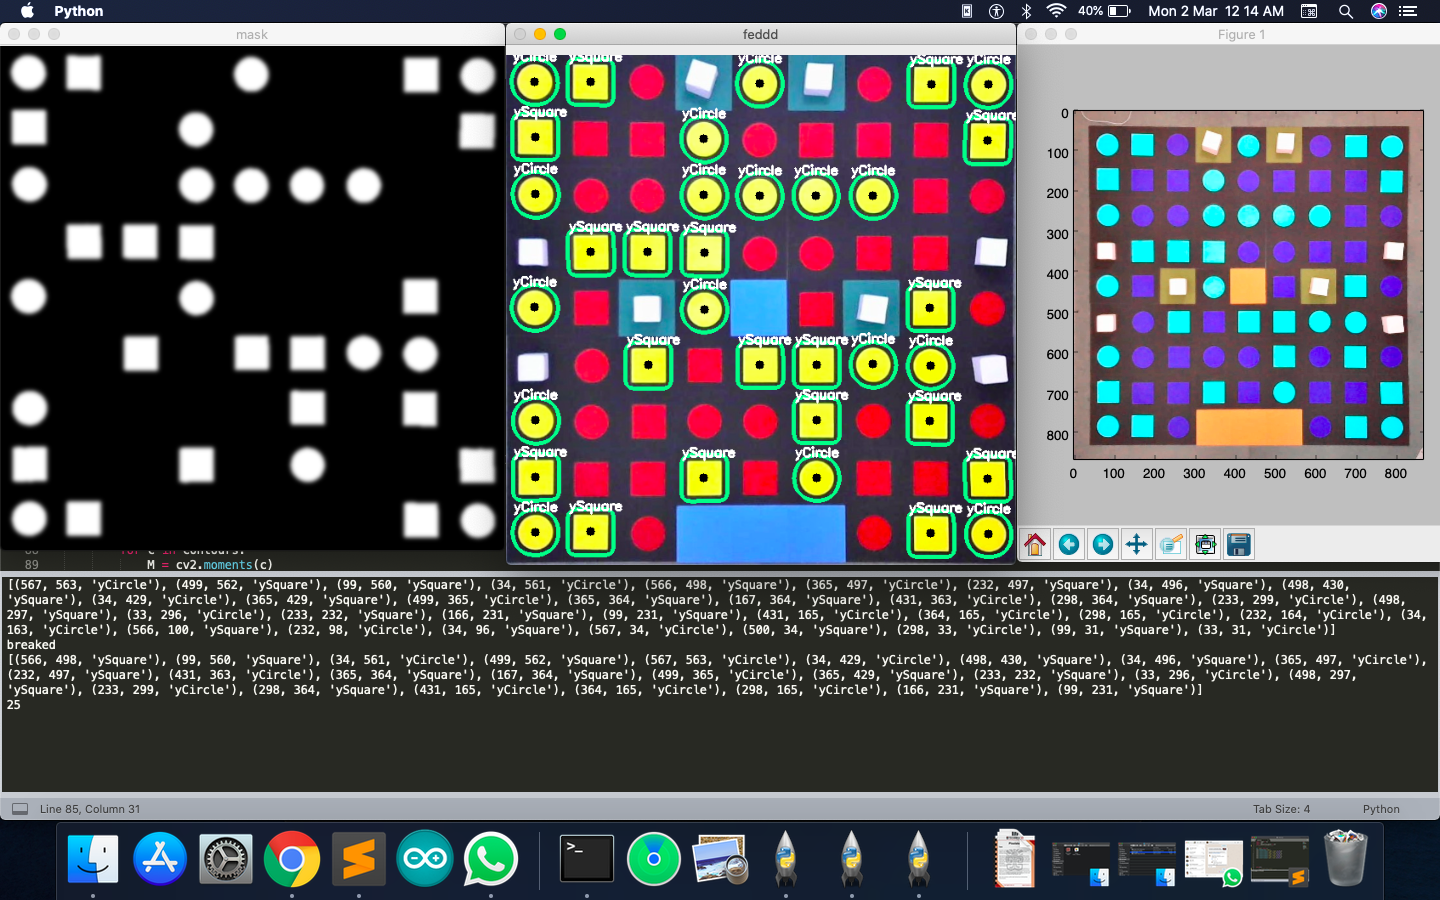 Python
40%
Mon 2 Mar 12 14 AM
mask
feddd
Figure 1
yCircle ySquare yCircle ySquare yCircle
ySquare yCircle ySquare
yCircle yCircle yCircle yCircle yCircle
ySquare ySquare ySquare
yCircle yCircle ySquare
ySquare ySquare ySquare yCircle yCircle
yCircle ySquare ySquare
ySquare ySquare yCircle ySquare
yCircle ySquare ySquare yCircle
0
100
200
300
400
500
600
700
800
0 100 200 300 400 500 600 700 800
89 M = cv2.moments(c)
[(567, 563, 'yCircle'), (499, 562, 'ySquare'), (99, 560, 'ySquare'), (34, 561, 'yCircle'), (566, 498, 'ySquare'), (365, 497, 'yCircle'), (232, 497, 'ySquare'), (34, 496, 'ySquare'), (498, 430,
'ySquare'), (34, 429, 'yCircle'), (365, 429, 'ySquare'), (499, 365, 'yCircle'), (365, 364, 'ySquare'), (167, 364, 'ySquare'), (431, 363, 'yCircle'), (298, 364, 'ySquare'), (233, 299, 'yCircle'), (498,
297, 'ySquare'), (33, 296, 'yCircle'), (233, 232, 'ySquare'), (166, 231, 'ySquare'), (99, 231, 'ySquare'), (431, 165, 'yCircle'), (364, 165, 'yCircle'), (298, 165, 'yCircle'), (232, 164, 'yCircle'), (34,
163, 'yCircle'), (566, 100, 'ySquare'), (232, 98, 'yCircle'), (34, 96, 'ySquare'), (567, 34, 'yCircle'), (500, 34, 'ySquare'), (298, 33, 'yCircle'), (99, 31, 'ySquare'), (33, 31, 'yCircle')]
breaked
[(566, 498, 'ySquare'), (99, 560, 'ySquare'), (34, 561, 'yCircle'), (499, 562, 'ySquare'), (567, 563, 'yCircle'), (34, 429, 'yCircle'), (498, 430, 'ySquare'), (34, 496, 'ySquare'), (365, 497, 'yCircle'),
(232, 497, 'ySquare'), (431, 363, 'yCircle'), (365, 364, 'ySquare'), (167, 364, 'ySquare'), (499, 365, 'yCircle'), (365, 429, 'ySquare'), (233, 232, 'ySquare'), (33, 296, 'yCircle'), (498, 297,
'ySquare'), (233, 299, 'yCircle'), (298, 364, 'ySquare'), (431, 165, 'yCircle'), (364, 165, 'yCircle'), (298, 165, 'yCircle'), (166, 231, 'ySquare'), (99, 231, 'ySquare')]
25
Line 85, Column 31
Tab Size: 4
Python